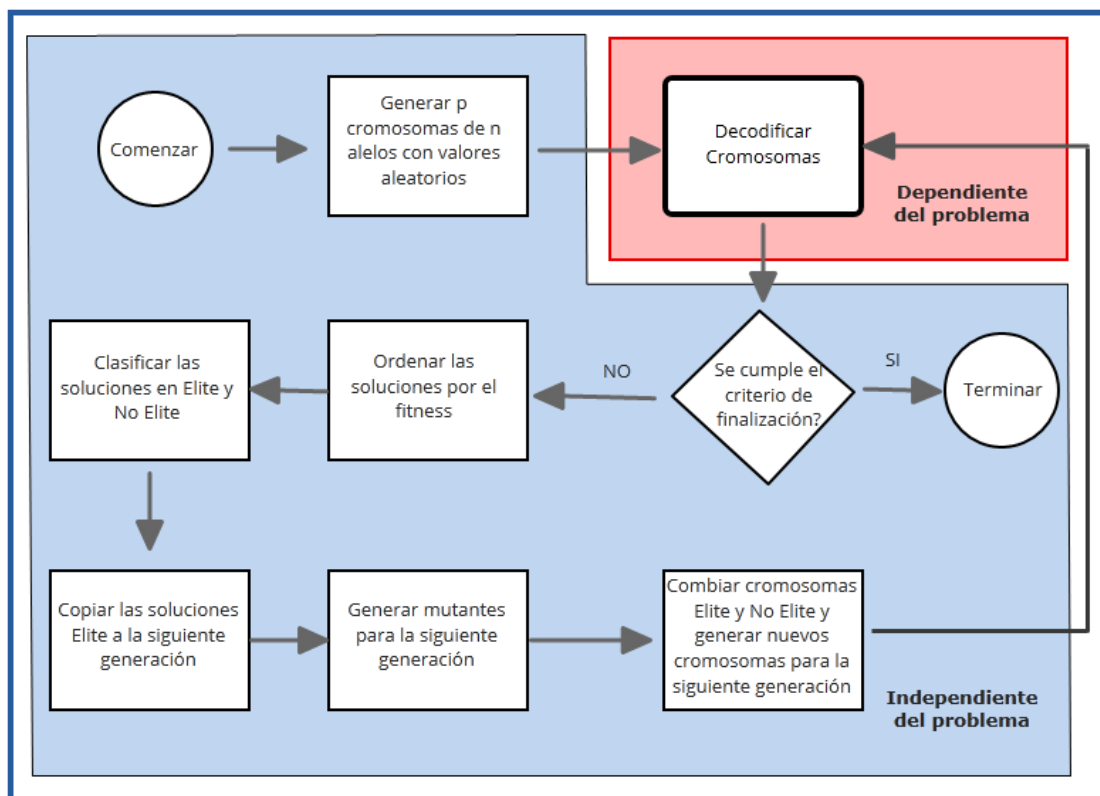 Comenzar
Generar p
cromosomas de n
alelos con valores
aleatorios
Decodificar
Cromosomas
Dependiente
del problema
Clasificar las
soluciones en Elite y
No Elite
Ordenar las
soluciones por el
fitness
NO
Se cumple el
criterio de
finalización?
SI
Terminar
Copiar las soluciones
Elite a la siguiente
generación
Generar mutantes
para la siguiente
generación
Combiar cromosomas
Elite y No Elite y
generar nuevos
cromosomas para la
siguiente generación
Independiente
del problema